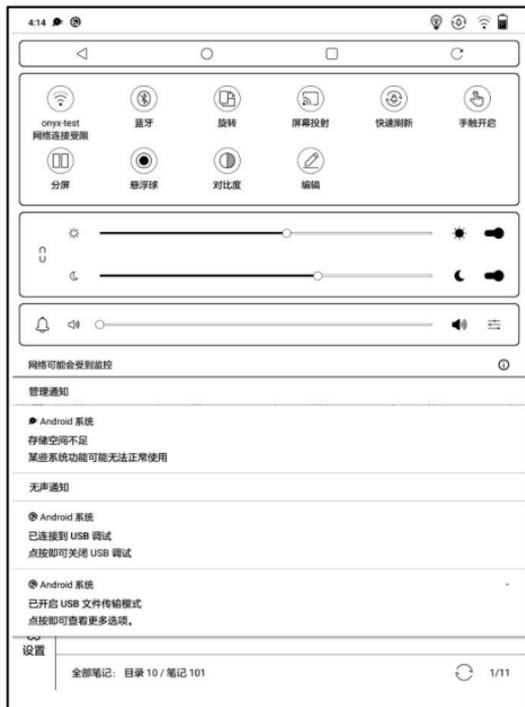 4:14
onyx-test
网络连接受限
蓝牙
旋转
屏幕投射
快速刷新
手触开启
分屏
悬浮球
对比度
编辑
网络可能会受到监控
管理通知
Android 系统
存储空间不足
某些系统功能可能无法正常使用
无声通知
Android 系统
已连接到 USB 调试
点按即可关闭 USB 调试
Android 系统
已开启 USB 文件传输模式
点按即可查看更多选项。
设置
全部笔记： 目录 10 / 笔记 101
1/11